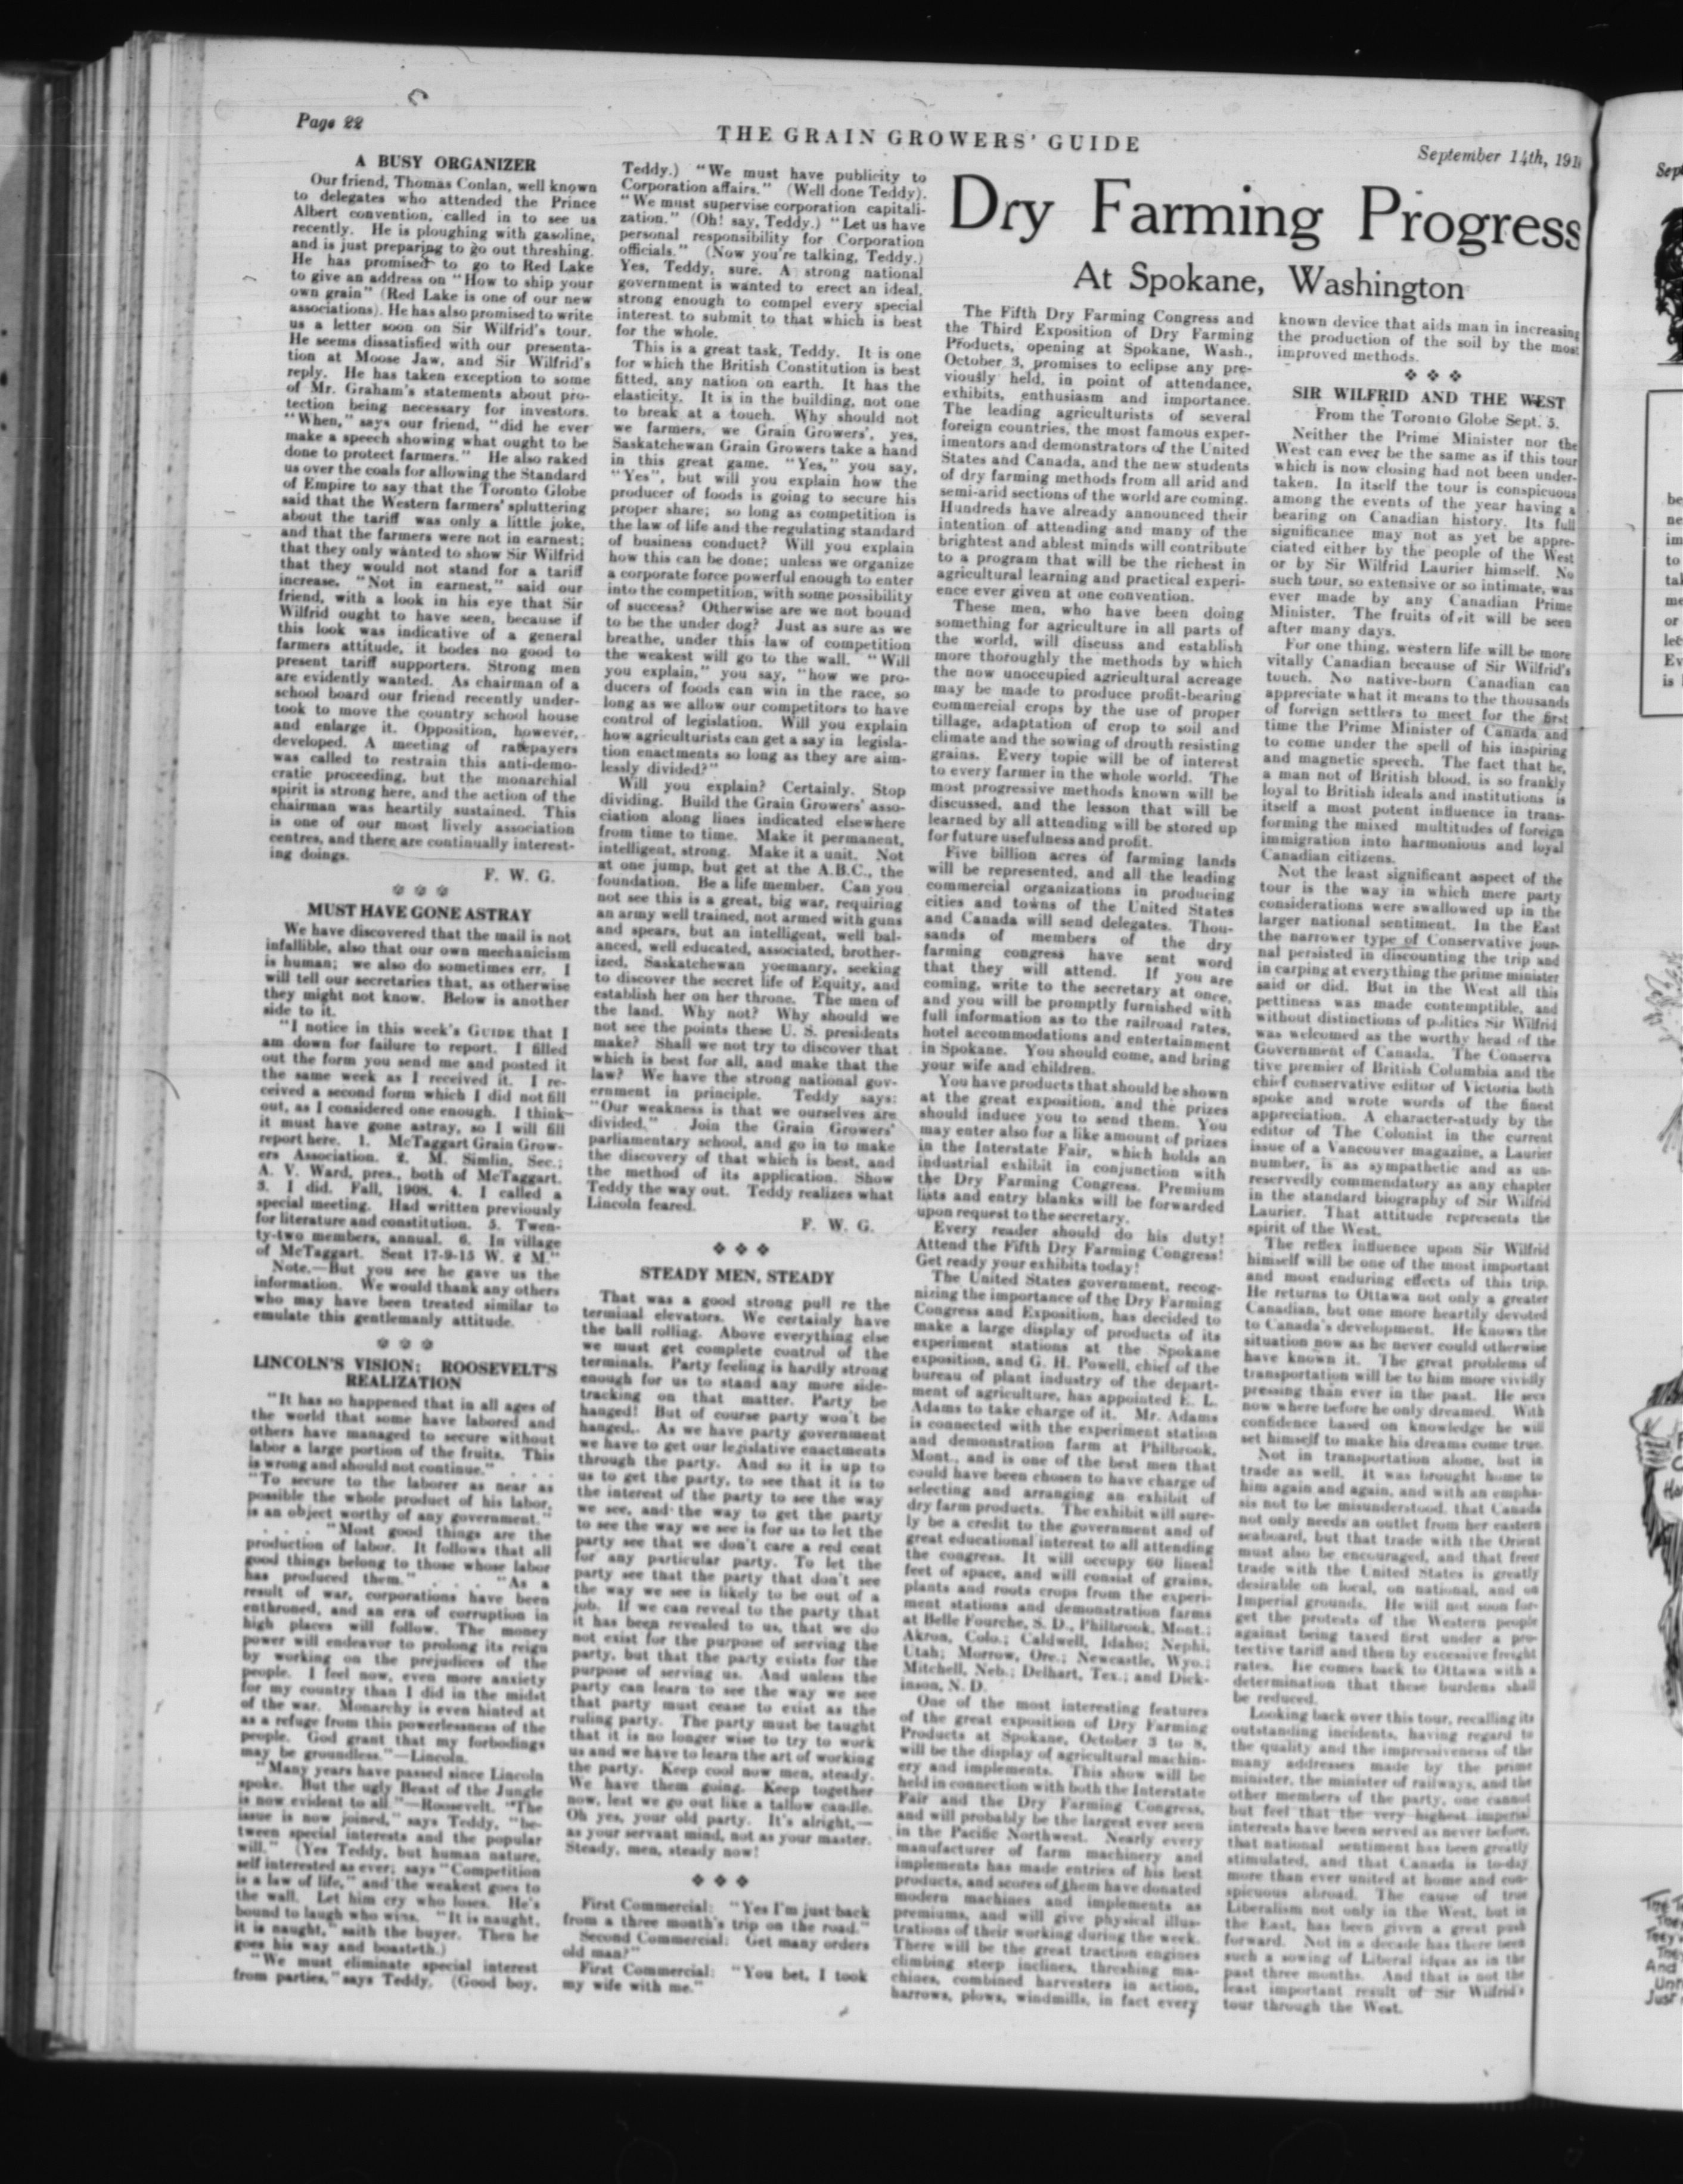 Page 22
THE GRAIN GROWERS' GUIDE
September 14th, 191
A BUSY ORGANIZER
Our friend, Thomas Conlan, well known
to delegates who attended the Prince
Albert convention, called in to see us
recently. He is ploughing with gasoline,
and is just preparing to go out threshing.
He has promised to go to Red Lake
to give an address on "How to ship your
own grain" (Red Lake is one of our new
associations). He has also promised to write
us a letter soon on Sir Wilfrid's tour.
He seems dissatisfied with our presenta-
tion at Moose Jaw, and Sir Wilfrid's
reply. He has taken exception to some
of Mr. Graham's statements about pro-
tection being necessary for investors.
"When," says our friend, "did he ever
make a speech showing what ought to be
done to protect farmers." He also raked
us over the coals for allowing the Standard
of Empire to say that the Toronto Globe
said that the Western farmers' spluttering
about the tariff was only a little joke,
and that the farmers were not in earnest;
that they only wanted to show Sir Wilfrid
that they would not stand for a tariff
increase. "Not in earnest," said our
friend, with a look in his eye that Sir
Wilfrid ought to have seen, because if
this look was indicative of a general
farmers attitude, it bodes no good to
present tariff supporters. Strong men
are evidently wanted. As chairman of a
school board our friend recently under-
took to move the country school house
and enlarge it. Opposition, however,
developed. A meeting of ratepayers
was called to restrain this anti-demo-
cratic proceeding, but the monarchial
spirit is strong here, and the action of the
chairman was heartily sustained. This
is one of our most lively association
centres, and there are continually interest-
ing doings.
F. W. G.
MUST HAVE GONE ASTRAY
We have discovered that the mail is not
infallible, also that our own mechanicism
is human; we also do sometimes err. I
will tell our secretaries that, as otherwise
they might not know. Below is another
side to it.
"I notice in this week's GUIDE that I
am down for failure to report. I filled
out the form you send me and posted it
the same week as I received it. I re-
ceived a second form which I did not fill
out, as I considered one enough. I think
it must have gone astray, so I will fill
report here. 1. McTaggart Grain Grow-
ers Association. 2. M. Simlin, Sec.;
A. V. Ward, pres., both of McTaggart.
3. I did. Fall, 1908. 4. I called a
special meeting. Had written previously
for literature and constitution. 5. Twen-
ty-two members, annual. 6. In village
of McTaggart. Sent 17-9-15 W. 2 M."
Note.—But you see he gave us the
information. We would thank any others
who may have been treated similar to
emulate this gentlemanly attitude.
LINCOLN'S VISION: ROOSEVELT'S
REALIZATION
"It has so happened that in all ages of
the world that some have labored and
others have managed to secure without
labor a large portion of the fruits. This
is wrong and should not continue." . . .
"To secure to the laborer as near as
possible the whole product of his labor,
is an object worthy of any government."
. . . . "Most good things are the
production of labor. It follows that all
good things belong to those whose labor
has produced them." . . . . "As a
result of war, corporations have been
enthroned, and an era of corruption in
high places will follow. The money
power will endeavor to prolong its reign
by working on the prejudices of the
people. I feel now, even more anxiety
for my country than I did in the midst
of the war. Monarchy is even hinted at
as a refuge from this powerlessness of the
people. God grant that my forbodings
may be groundless."—Lincoln.
"Many years have passed since Lincoln
spoke. But the ugly Beast of the Jungle
is now evident to all."—Roosevelt. "The
issue is now joined," says Teddy, "be-
tween special interests and the popular
will." (Yes Teddy, but human nature,
self interested as ever; says "Competition
is a law of life," and the weakest goes to
the wall. Let him cry who loses. He's
bound to laugh who wins. "It is naught,
it is naught," saith the buyer. Then he
goes his way and boasteth.)
"We must eliminate special interest
from parties," says Teddy. (Good boy,
Teddy.) "We must have publicity to
Corporation affairs." (Well done Teddy).
"We must supervise corporation capitali-
zation." (Oh! say, Teddy.) "Let us have
personal responsibility for Corporation
officials." (Now you're talking, Teddy.)
Yes, Teddy, sure. A strong national
government is wanted to erect an ideal,
strong enough to compel every special
interest to submit to that which is best
for the whole.
This is a great task, Teddy. It is one
for which the British Constitution is best
fitted, any nation on earth. It has the
elasticity. It is in the building, not one
to break at a touch. Why should not
we farmers, we Grain Growers', yes,
Saskatchewan Grain Growers take a hand
in this great game. "Yes," you say,
"Yes", but will you explain how the
producer of foods is going to secure his
proper share; so long as competition is
the law of life and the regulating standard
of business conduct? Will you explain
how this can be done; unless we organize
a corporate force powerful enough to enter
into the competition, with some possibility
of success? Otherwise are we not bound
to be the under dog? Just as sure as we
breathe, under this law of competition
the weakest will go to the wall. "Will
you explain," you say, "how we pro-
ducers of foods can win in the race, so
long as we allow our competitors to have
control of legislation. Will you explain
how agriculturists can get a say in legisla-
tion enactments so long as they are aim-
lessly divided?"
Will you explain? Certainly. Stop
dividing. Build the Grain Growers' asso-
ciation along lines indicated elsewhere
from time to time. Make it permanent,
intelligent, strong. Make it a unit. Not
at one jump, but get at the A.B.C., the
foundation. Be a life member. Can you
not see this is a great, big war, requiring
an army well trained, not armed with guns
and spears, but an intelligent, well bal-
anced, well educated, associated, brother-
ized, Saskatchewan yoemanry, seeking
to discover the secret life of Equity, and
establish her on her throne. The men of
the land. Why not? Why should we
not see the points these U. S. presidents
make? Shall we not try to discover that
which is best for all, and make that the
law? We have the strong national gov-
ernment in principle. Teddy says:
"Our weakness is that we ourselves are
divided." Join the Grain Growers'
parliamentary school, and go in to make
the discovery of that which is best, and
the method of its application. Show
Teddy the way out. Teddy realizes what
Lincoln feared.
F. W. G.
STEADY MEN, STEADY
That was a good strong pull re the
terminal elevators. We certainly have
the ball rolling. Above everything else
we must get complete control of the
terminals. Party feeling is hardly strong
enough for us to stand any more side-
tracking on that matter. Party be
hanged! But of course party won't be
hanged. As we have party government
we have to get our legislative enactments
through the party. And so it is up to
us to get the party, to see that it is to
the interest of the party to see the way
we see, and the way to get the party
to see the way we see is for us to let the
party see that we don't care a red cent
for any particular party. To let the
party see that the party that don't see
the way we see is likely to be out of a
job. If we can reveal to the party that
it has been revealed to us, that we do
not exist for the purpose of serving the
party, but that the party exists for the
purpose of serving us. And unless the
party can learn to see the way we see
that party must cease to exist as the
ruling party. The party must be taught
that it is no longer wise to try to work
us and we have to learn the art of working
the party. Keep cool now men, steady.
We have them going. Keep together
now, lest we go out like a tallow candle.
Oh yes, your old party. It's alright,—
as your servant mind, not as your master.
Steady, men, steady now!
First Commercial: "Yes I'm just back
from a three month's trip on the road."
Second Commercial: Get many orders
old man?"
First Commercial: "You bet, I took
my wife with me."
Dry Farming Progress
At Spokane, Washington
The Fifth Dry Farming Congress and
the Third Exposition of Dry Farming
Products, opening at Spokane, Wash.,
October 3, promises to eclipse any pre-
viously held, in point of attendance,
exhibits, enthusiasm and importance.
The leading agriculturists of several
foreign countries, the most famous exper-
imentors and demonstrators of the United
States and Canada, and the new students
of dry farming methods from all arid and
semi-arid sections of the world are coming.
Hundreds have already announced their
intention of attending and many of the
brightest and ablest minds will contribute
to a program that will be the richest in
agricultural learning and practical experi-
ence ever given at one convention.
These men, who have been doing
something for agriculture in all parts of
the world, will discuss and establish
more thoroughly the methods by which
the now unoccupied agricultural acreage
may be made to produce profit-bearing
commercial crops by the use of proper
tillage, adaptation of crop to soil and
climate and the sowing of drouth resisting
grains. Every topic will be of interest
to every farmer in the whole world. The
most progressive methods known will be
discussed, and the lesson that will be
learned by all attending will be stored up
for future usefulness and profit.
Five billion acres of farming lands
will be represented, and all the leading
commercial organizations in producing
cities and towns of the United States
and Canada will send delegates. Thou-
sands of members of the dry
farming congress have sent word
that they will attend. If you are
coming, write to the secretary at once,
and you will be promptly furnished with
full information as to the railroad rates,
hotel accommodations and entertainment
in Spokane. You should come, and bring
your wife and children.
You have products that should be shown
at the great exposition, and the prizes
should induce you to send them. You
may enter also for a like amount of prizes
in the Interstate Fair, which holds an
industrial exhibit in conjunction with
the Dry Farming Congress. Premium
lists and entry blanks will be forwarded
upon request to the secretary.
Every reader should do his duty!
Attend the Fifth Dry Farming Congress!
Get ready your exhibits today!
The United States government, recog-
nizing the importance of the Dry Farming
Congress and Exposition, has decided to
make a large display of products of its
experiment stations at the Spokane
exposition, and G. H. Powell, chief of the
bureau of plant industry of the depart-
ment of agriculture, has appointed E. L.
Adams to take charge of it. Mr. Adams
is connected with the experiment station
and demonstration farm at Philbrook,
Mont., and is one of the best men that
could have been chosen to have charge of
selecting and arranging an exhibit of
dry farm products. The exhibit will sure-
ly be a credit to the government and of
great educational interest to all attending
the congress. It will occupy 60 lineal
feet of space, and will consist of grains,
plants and roots crops from the experi-
ment stations and demonstration farms
at Belle Fourche, S. D., Philbrook, Mont.;
Akron, Colo.; Caldwell, Idaho; Nephi,
Utah; Morrow, Ore.; Newcastle, Wyo.;
Mitchell, Neb.; Delhart, Tex.; and Dick-
inson, N. D.
One of the most interesting features
of the great exposition of Dry Farming
Products at Spokane, October 3 to 8,
will be the display of agricultural machin-
ery and implements. This show will be
held in connection with both the Interstate
Fair and the Dry Farming Congress,
and will probably be the largest ever seen
in the Pacific Northwest. Nearly every
manufacturer of farm machinery and
implements has made entries of his best
products, and scores of them have donated
modern machines and implements as
premiums, and will give physical illus-
trations of their working during the week.
There will be the great traction engines
climbing steep inclines, threshing ma-
chines, combined harvesters in action,
harrows, plows, windmills, in fact every
known device that aids man in increasing
the production of the soil by the most
improved methods.
SIR WILFRID AND THE WEST
From the Toronto Globe Sept. 5.
Neither the Prime Minister nor the
West can ever be the same as if this tour
which is now closing had not been under-
taken. In itself the tour is conspicuous
among the events of the year having a
bearing on Canadian history. Its full
significance may not as yet be appre-
ciated either by the people of the West
or by Sir Wilfrid Laurier himself. No
such tour, so extensive or so intimate, was
ever made by any Canadian Prime
Minister. The fruits of it will be seen
after many days.
For one thing, western life will be more
vitally Canadian because of Sir Wilfrid's
touch. No native-born Canadian can
appreciate what it means to the thousands
of foreign settlers to meet for the first
time the Prime Minister of Canada and
to come under the spell of his inspiring
and magnetic speech. The fact that he,
a man not of British blood, is so frankly
loyal to British ideals and institutions is
itself a most potent influence in trans-
forming the mixed multitudes of foreign
immigration into harmonious and loyal
Canadian citizens.
Not the least significant aspect of the
tour is the way in which mere party
considerations were swallowed up in the
larger national sentiment. In the East
the narrower type of Conservative jour-
nal persisted in discounting the trip and
in carping at everything the prime minister
said or did. But in the West all this
pettiness was made contemptible, and
without distinctions of politics Sir Wilfrid
was welcomed as the worthy head of the
Government of Canada. The Conserva
tive premier of British Columbia and the
chief conservative editor of Victoria both
spoke and wrote words of the finest
appreciation. A character-study by the
editor of The Colonist in the current
issue of a Vancouver magazine, a Laurier
number, is as sympathetic and as un-
reservedly commendatory as any chapter
in the standard biography of Sir Wilfrid
Laurier. That attitude represents the
spirit of the West.
The reflex influence upon Sir Wilfrid
himself will be one of the most important
and most enduring effects of this trip.
He returns to Ottawa not only a greater
Canadian, but one more heartily devoted
to Canada's development. He knows the
situation now as he never could otherwise
have known it. The great problems of
transportation will be to him more vividly
pressing than ever in the past. He sees
now where before he only dreamed. With
confidence based on knowledge he will
set himself to make his dreams come true.
Not in transportation alone, but in
trade as well, it was brought home to
him again and again, and with an empha-
sis not to be misunderstood, that Canada
not only needs an outlet from her eastern
seaboard, but that trade with the Orient
must also be encouraged, and that freer
trade with the United States is greatly
desirable on local, on national, and on
Imperial grounds. He will not soon for-
get the protests of the Western people
against being taxed first under a pro-
tective tariff and then by excessive freight
rates. He comes back to Ottawa with a
determination that these burdens shall
be reduced.
Looking back over this tour, recalling its
outstanding incidents, having regard to
the quality and the impressiveness of the
many addresses made by the prime
minister, the minister of railways, and the
other members of the party, one cannot
but feel that the very highest imperial
interests have been served as never before,
that national sentiment has been greatly
stimulated, and that Canada is to-day
more than ever united at home and con-
spicuous abroad. The cause of true
Liberalism not only in the West, but in
the East, has been given a great push
forward. Not in a decade has there been
such a sowing of Liberal ideas as in the
past three months. And that is not the
least important result of Sir Wilfrid's
tour through the West.